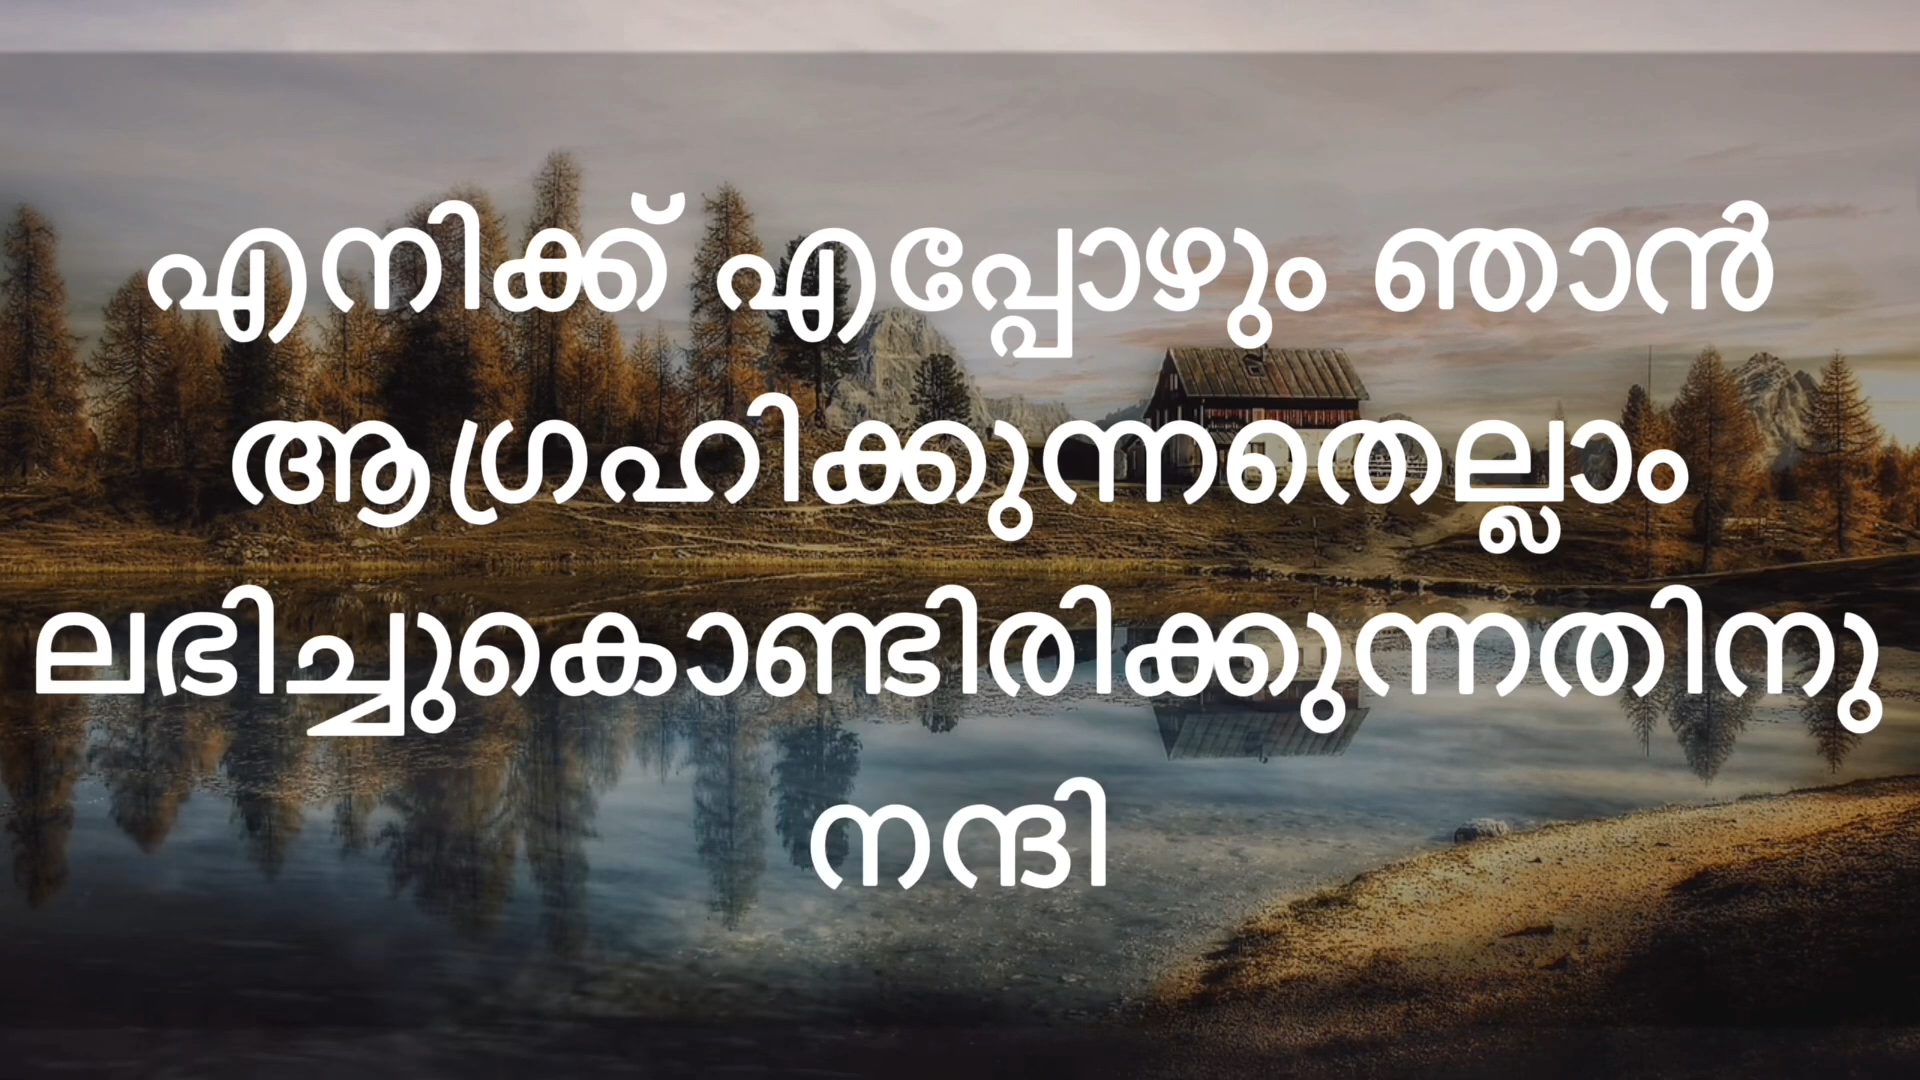 എനിക്ക് എപ്പോഴും ഞാൻ
ആഗ്രഹിക്കുന്നതെല്ലാം
ലഭിച്ചുകൊണ്ടിരിക്കുന്നതിനു
നന്ദി